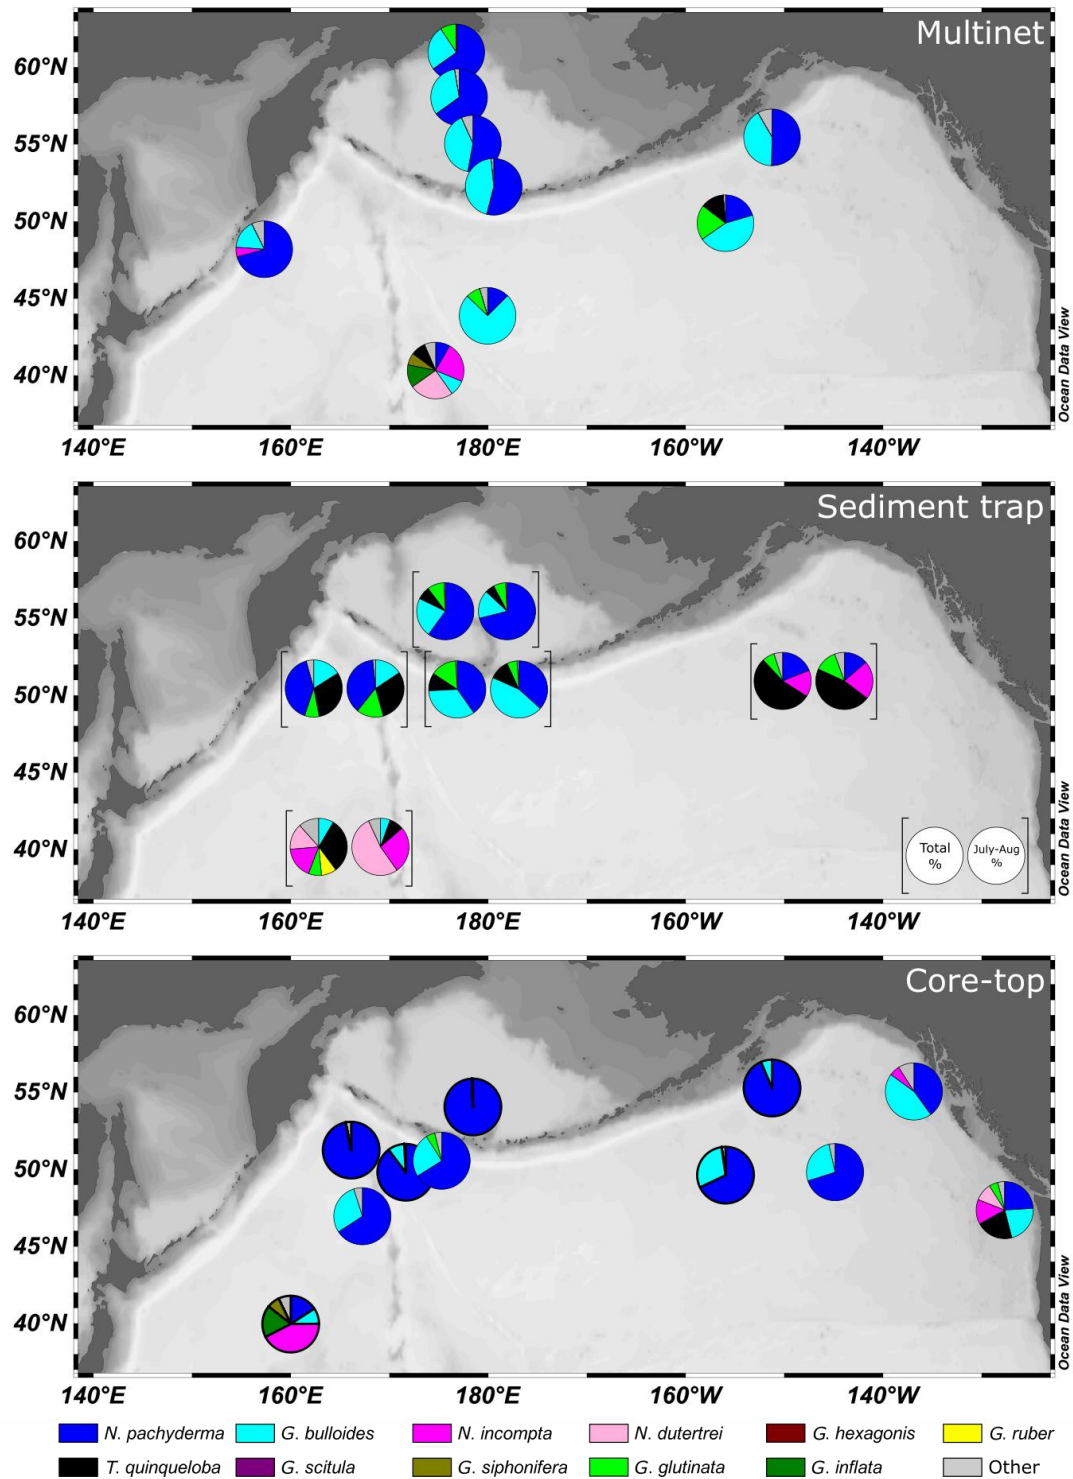 Multinet
60°N
55°N
50°N
45°N
40°N
Ocean Data View
140°E 160°E 180°E 160°W 140°W
Sediment trap
60°N
55°N
50°N
45°N
40°N
Total
%
July-Aug
%
Ocean Data View
140°E 160°E 180°E 160°W 140°W
Core-top
60°N
55°N
50°N
45°N
40°N
Ocean Data View
140°E 160°E 180°E 160°W 140°W
N. pachyderma G. bulloides N. incompta N. dutertrei G. hexagonis G. ruber
T. quinqueloba G. scitula G. siphonifera G. glutinata G. inflata Other